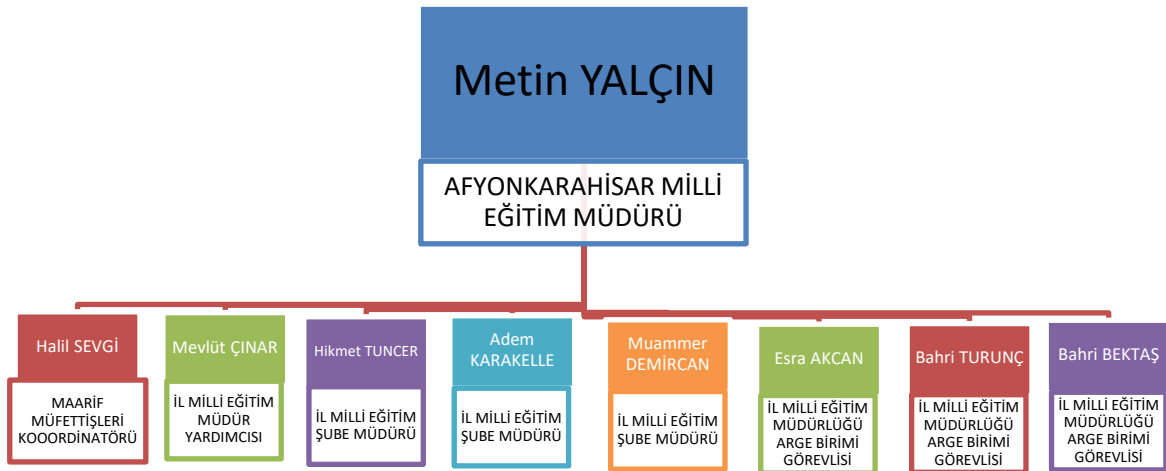 Metin YALÇIN
AFYONKARAHİSAR MİLLİ
EĞİTİM MÜDÜRÜ
Halil SEVGİ
MAARİF
MÜFETTİŞLERİ
KOOORDİNATÖRÜ
Mevlüt ÇINAR
İL MİLLİ EĞİTİM
MÜDÜR
YARDIMCISI
Hikmet TUNCER
İL MİLLİ EĞİTİM
ŞUBE MÜDÜRÜ
Adem
KARAKELLE
İL MİLLİ EĞİTİM
ŞUBE MÜDÜRÜ
Muammer
DEMİRCAN
İL MİLLİ EĞİTİM
ŞUBE MÜDÜRÜ
Esra AKCAN
İL MİLLİ EĞİTİM
MÜDÜRLÜĞÜ
ARGE BİRİMİ
GÖREVLİSİ
Bahri TURUNÇ
İL MİLLİ EĞİTİM
MÜDÜRLÜĞÜ
ARGE BİRİMİ
GÖREVLİSİ
Bahri BEKTAŞ
İL MİLLİ EĞİTİM
MÜDÜRLÜĞÜ
ARGE BİRİMİ
GÖREVLİSİ